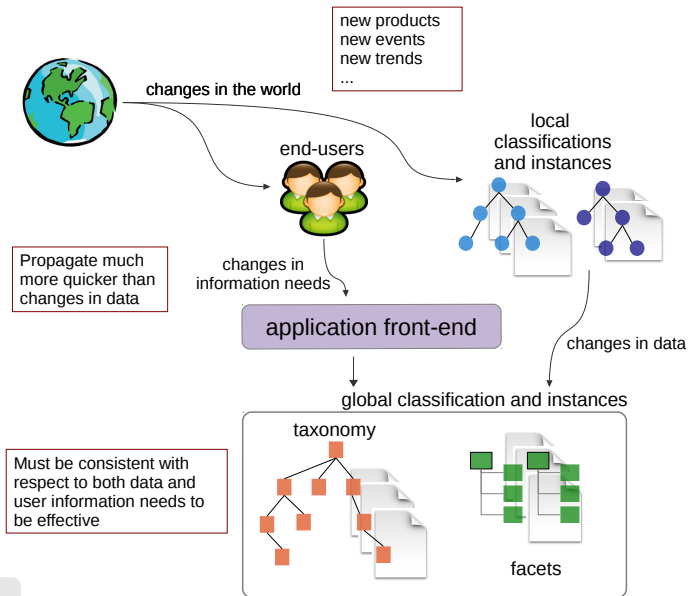 new products
new events
new trends
...
changes in the world
local
classifications
and instances
end-users
Propagate much
more quicker than
changes in data
changes in
information needs
application front-end
changes in data
global classification and instances
taxonomy
Must be consistent with
respect to both data and
user information needs to
be effective
facets